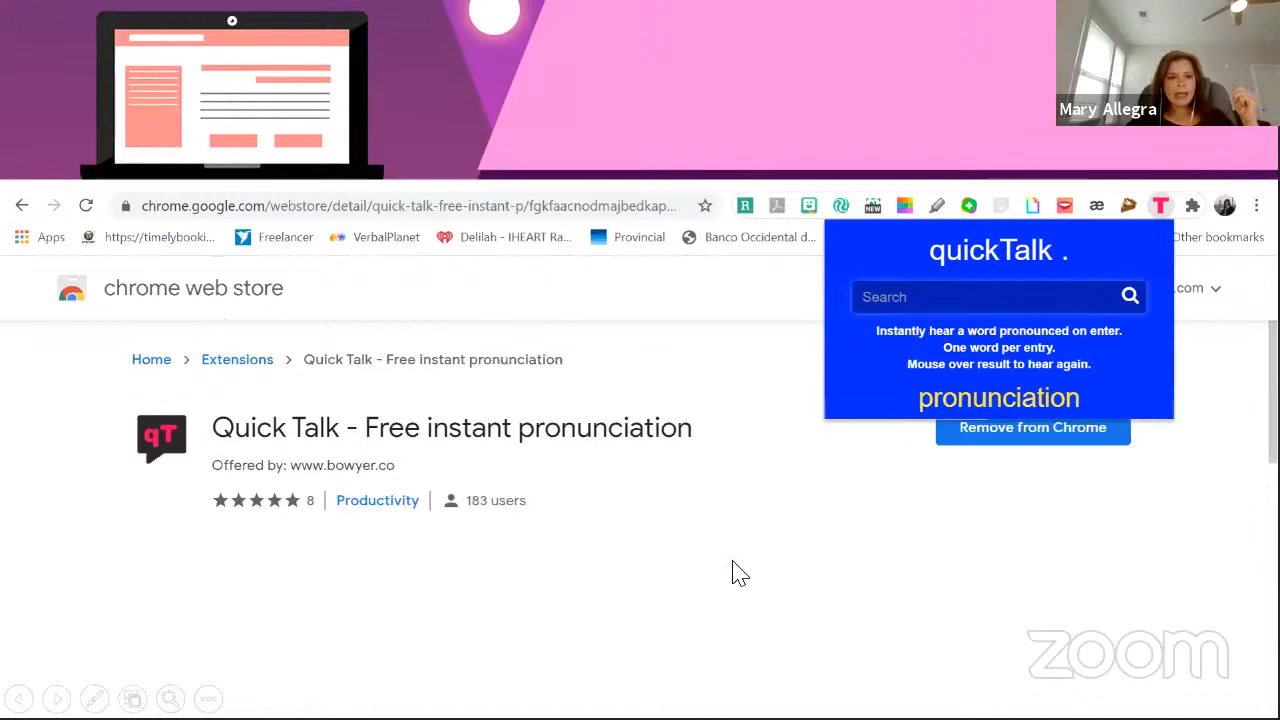 Mary Allegra
chrome.google.com/webstore/detail/quick-talk-free-instant-p/fgkfaacnodmajbedkap...
R
NEW
æ
T
Apps
https://timelybooki...
Freelancer
VerbalPlanet
Delilah - IHEART Ra...
Provincial
Banco Occidental d...
Other bookmarks
quickTalk .
chrome web store
.com
Search
Instantly hear a word pronounced on enter.
One word per entry.
Mouse over result to hear again.
pronunciation
Home > Extensions > Quick Talk - Free instant pronunciation
qT
Quick Talk - Free instant pronunciation
Remove from Chrome
Offered by: www.bowyer.co
8
Productivity
183 users
zoom